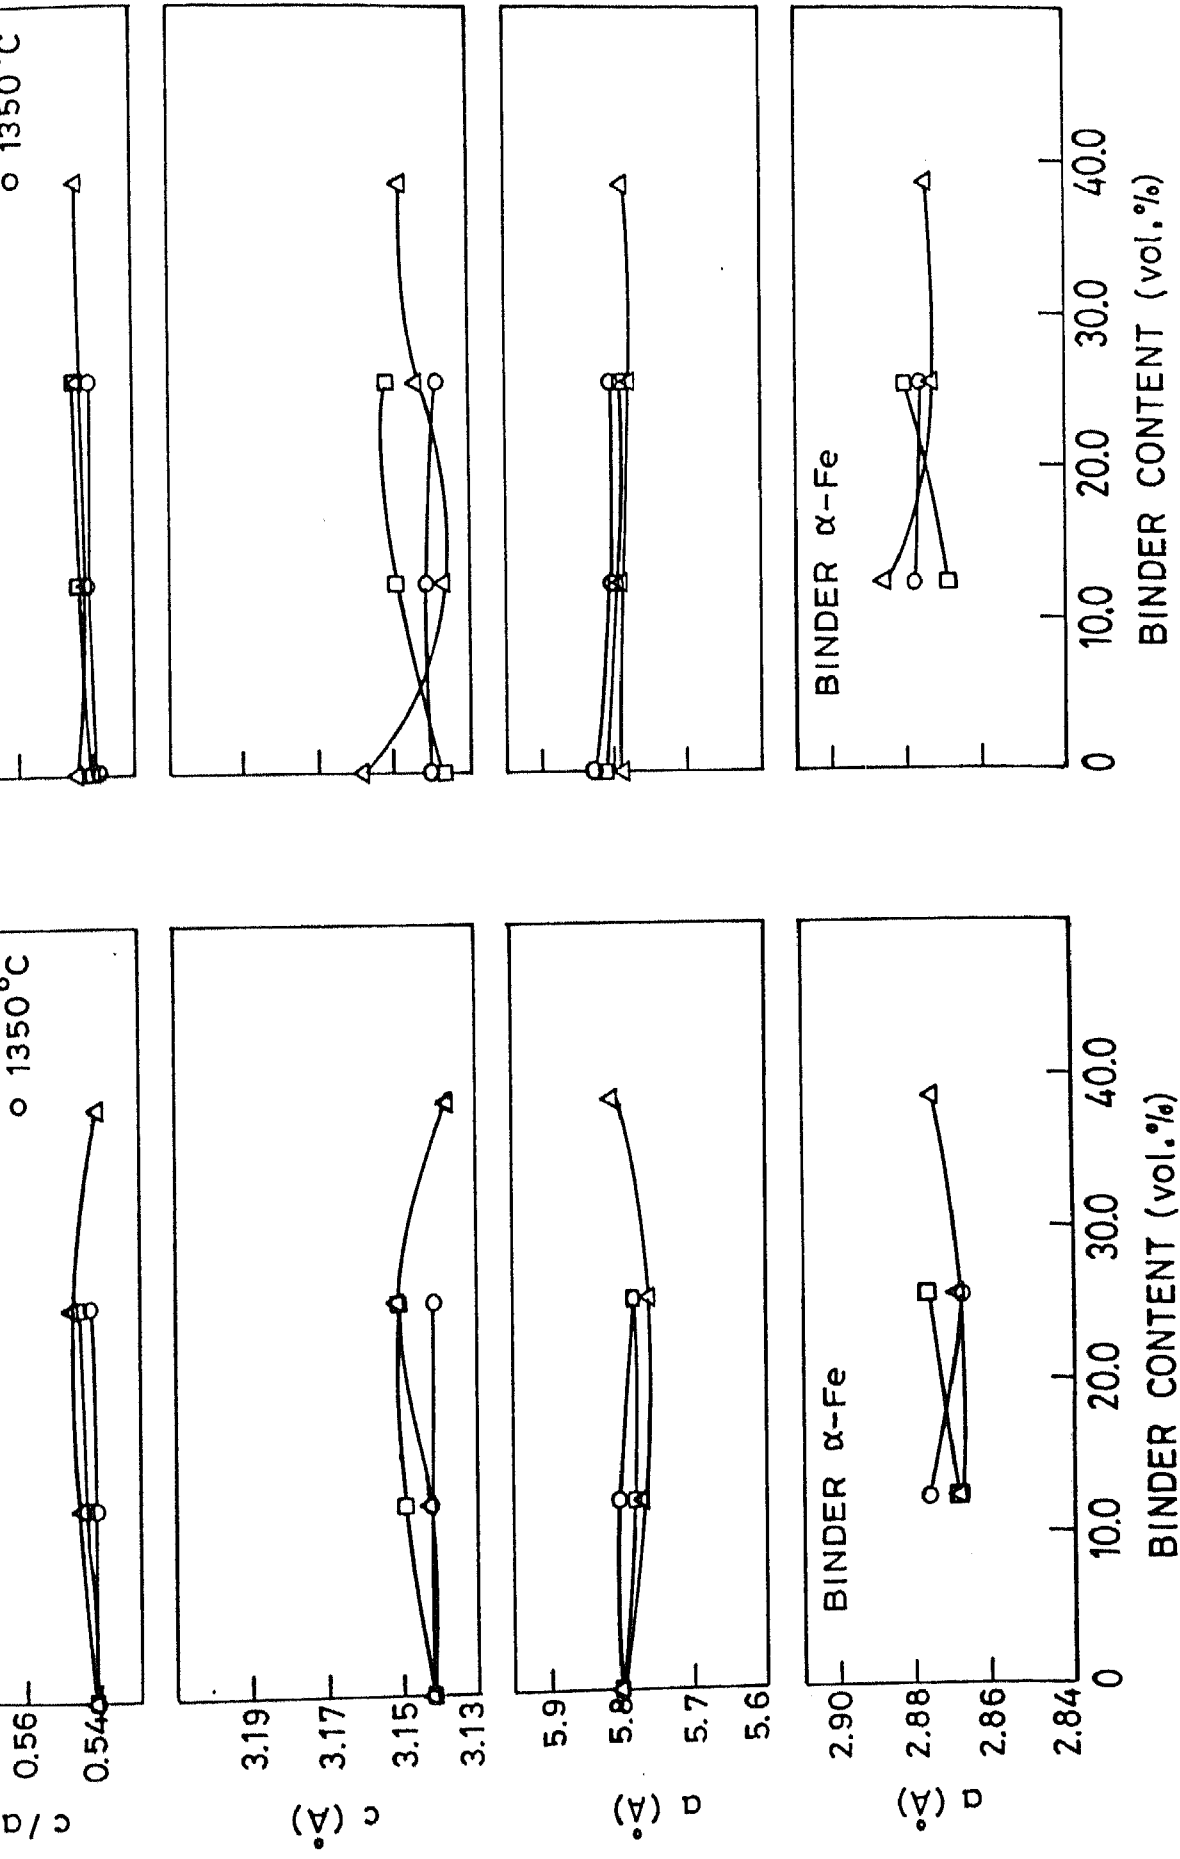 ○ 1350°C
○ 1350°C
c/a
0.56
0.54
c (Å)
3.19
3.17
3.15
3.13
a (Å)
5.9
5.8
5.7
5.6
a (Å)
2.90
2.88
2.86
2.84
BINDER α-Fe
BINDER α-Fe
0
10.0
20.0
30.0
40.0
0
10.0
20.0
30.0
40.0
BINDER CONTENT (vol.%)
BINDER CONTENT (vol.%)